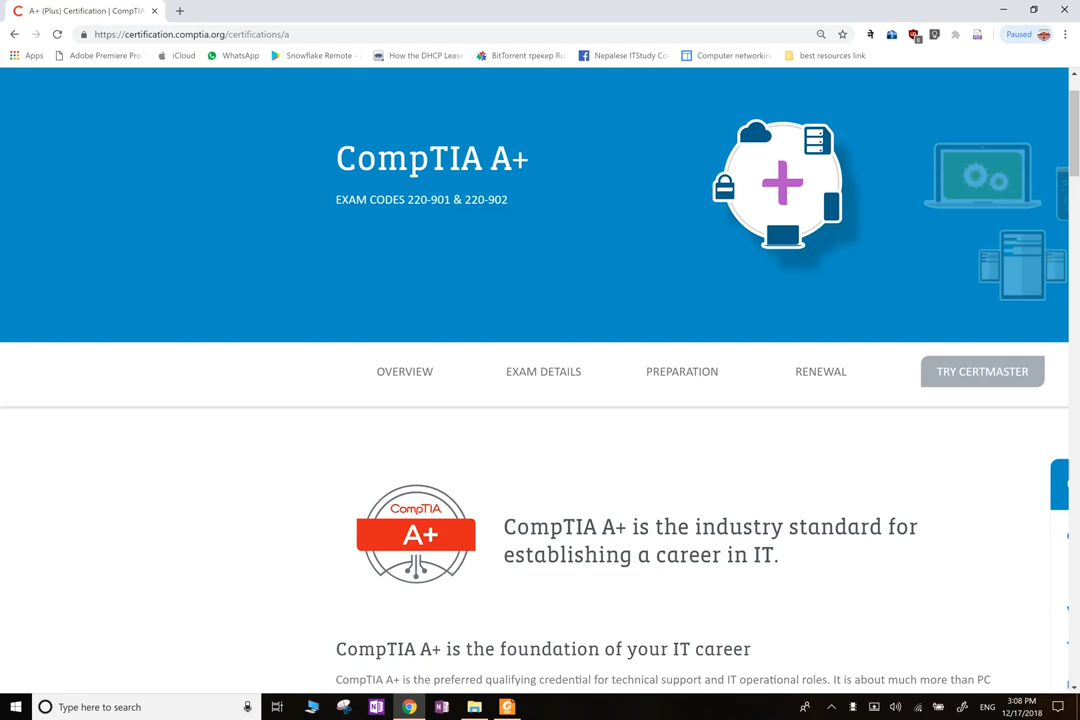 A+ (Plus) Certification | CompTIA
https://certification.comptia.org/certifications/a
Paused
Apps
Adobe Premiere Pro
iCloud
WhatsApp
Snowflake Remote -
How the DHCP Lease
BitTorrent трекер Ru
Nepalese ITStudy Co
Computer networkin
best resources link
CompTIA A+
EXAM CODES 220-901 & 220-902
OVERVIEW
EXAM DETAILS
PREPARATION
RENEWAL
TRY CERTMASTER
CompTIA
A+
CompTIA A+ is the industry standard for
establishing a career in IT.
CompTIA A+ is the foundation of your IT career
CompTIA A+ is the preferred qualifying credential for technical support and IT operational roles. It is about much more than PC
Type here to search
ENG
3:08 PM
12/17/2018